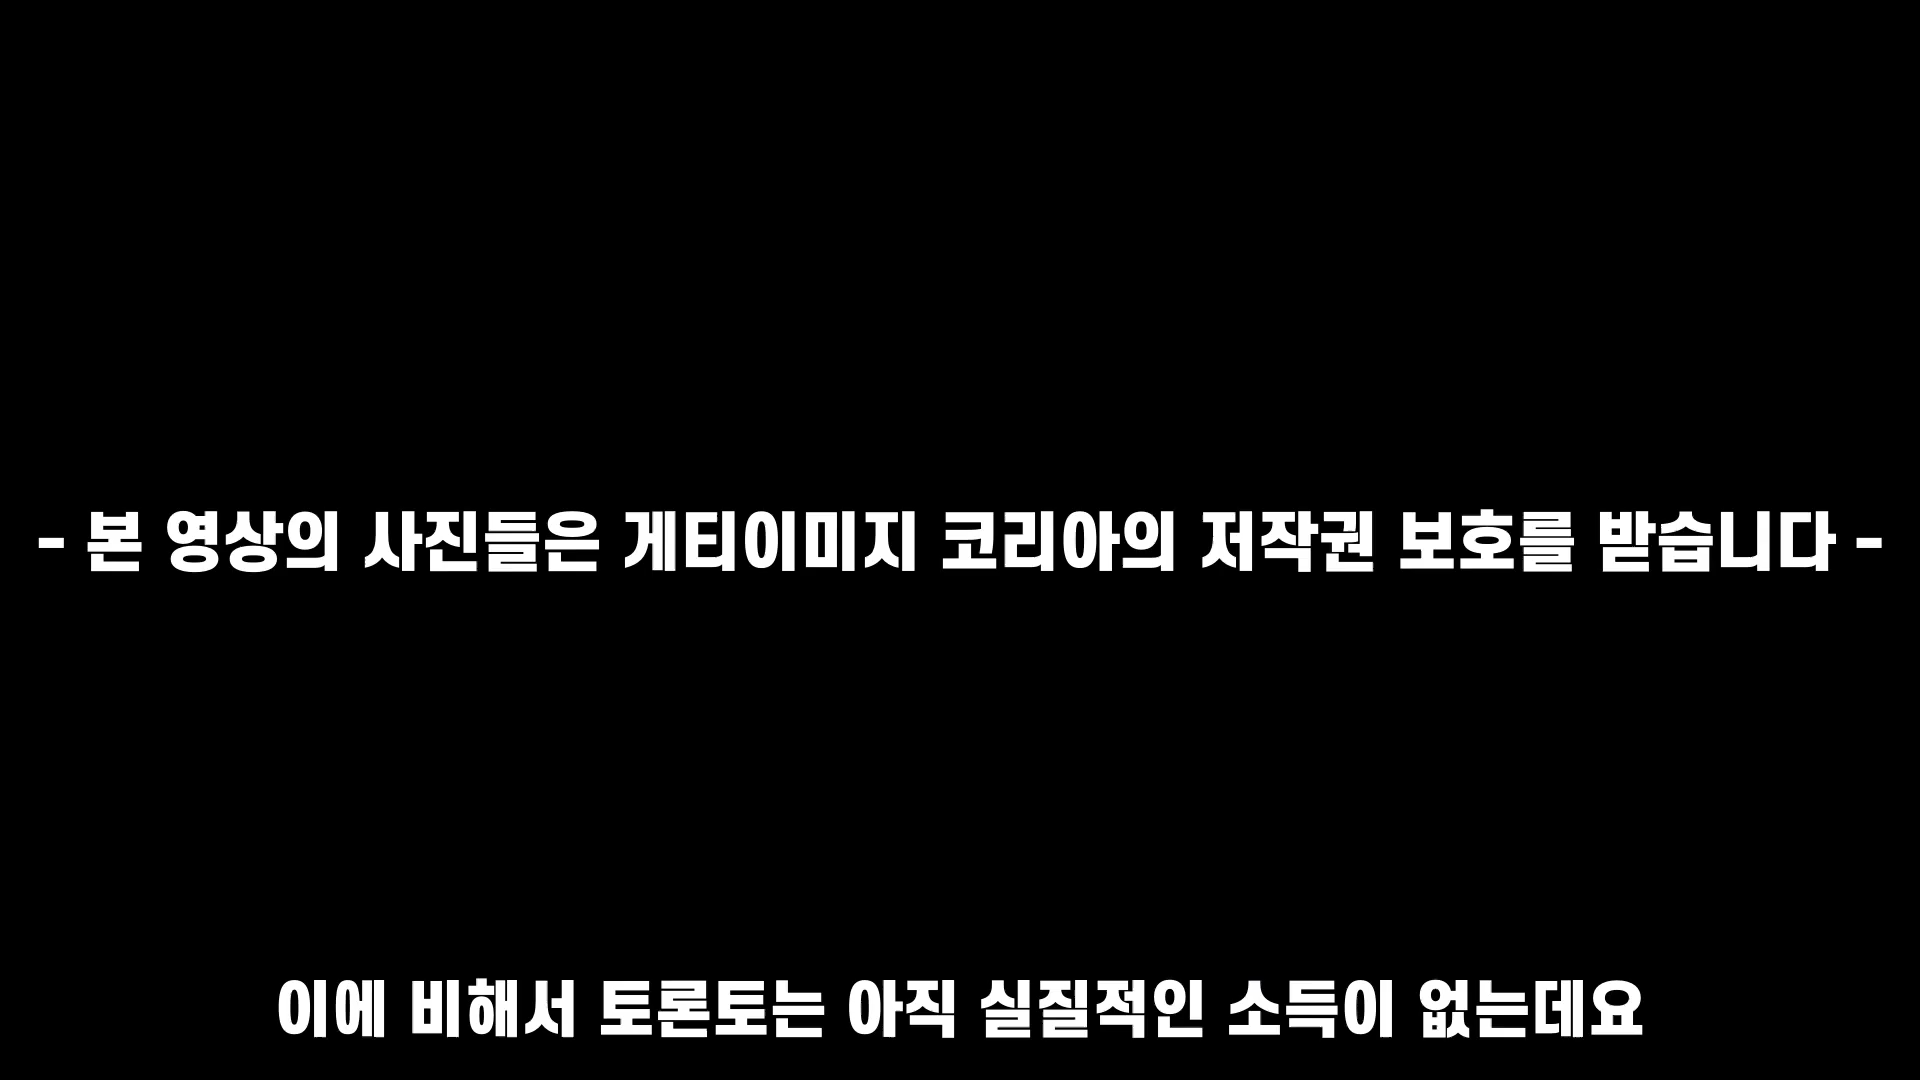 - 본 영상의 사진들은 게티이미지 코리아의 저작권 보호를 받습니다 -
이에 비해서 토론토는 아직 실질적인 소득이 없는데요